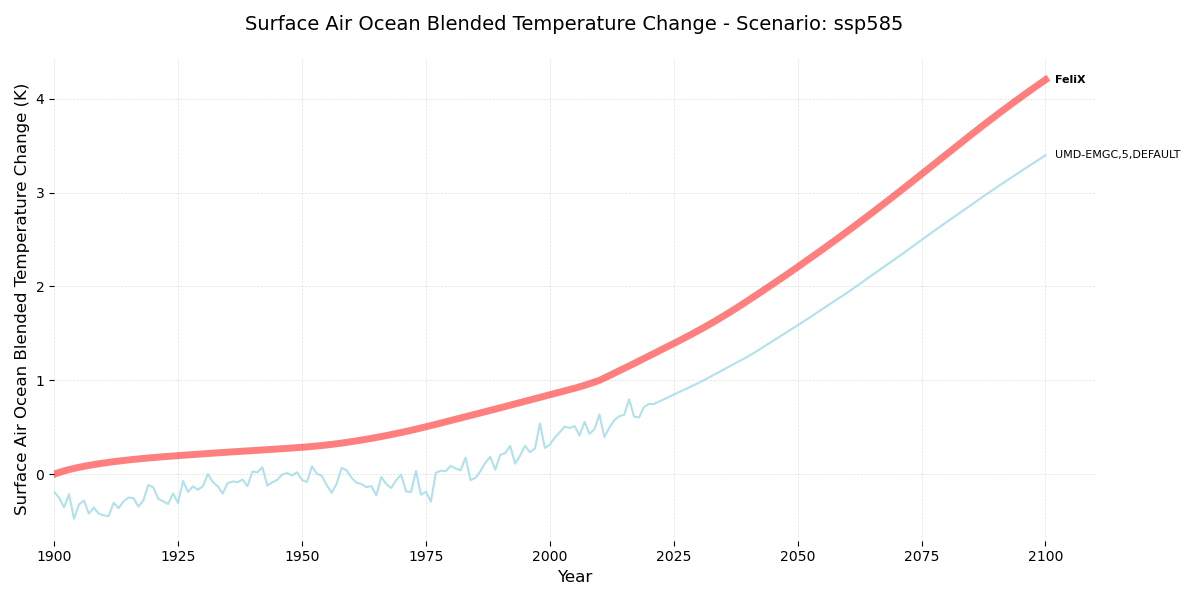 Surface Air Ocean Blended Temperature Change - Scenario: ssp585
Surface Air Ocean Blended Temperature Change (K)
4
3
2
1
0
FeliX
UMD-EMGC,5,DEFAULT
1900 1925 1950 1975 2000 2025 2050 2075 2100
Year